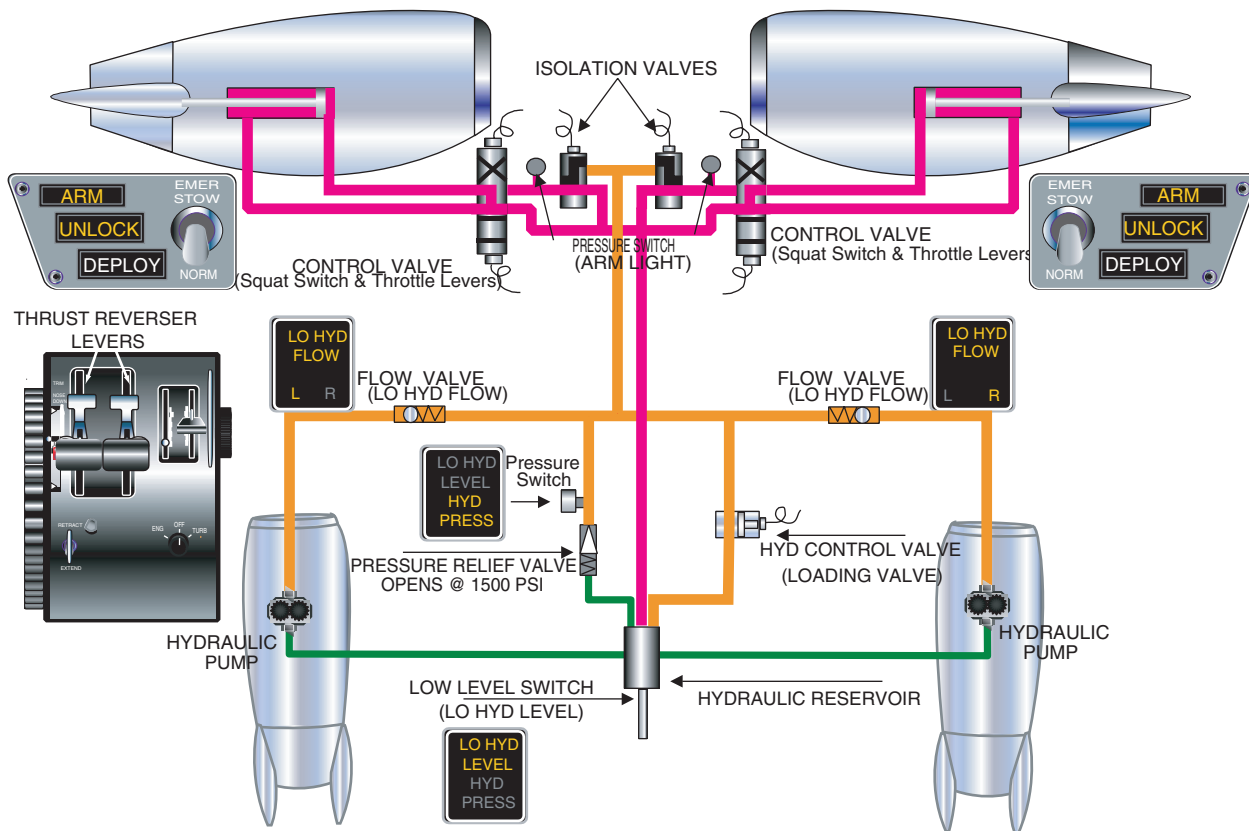 ISOLATION VALVES
ARM
UNLOCK
DEPLOY
EMER
STOW
NORM
EMER
STOW
NORM
ARM
UNLOCK
DEPLOY
CONTROL VALVE
(Squat Switch & Throttle Levers)
PRESSURE SWITCH
(ARM LIGHT)
CONTROL VALVE
(Squat Switch & Throttle Levers)
THRUST REVERSER
LEVERS
LO HYD
FLOW
L R
FLOW VALVE
(LO HYD FLOW)
FLOW VALVE
(LO HYD FLOW)
LO HYD
FLOW
L R
TRIM
NOSE
DOWN
RETRACT
EXTEND
ENG
OFF
TURB
LO HYD
LEVEL
HYD
PRESS
Pressure
Switch
PRESSURE RELIEF VALVE
OPENS @ 1500 PSI
HYD CONTROL VALVE
(LOADING VALVE)
HYDRAULIC
PUMP
HYDRAULIC
PUMP
LOW LEVEL SWITCH
(LO HYD LEVEL)
HYDRAULIC RESERVOIR
LO HYD
LEVEL
HYD
PRESS